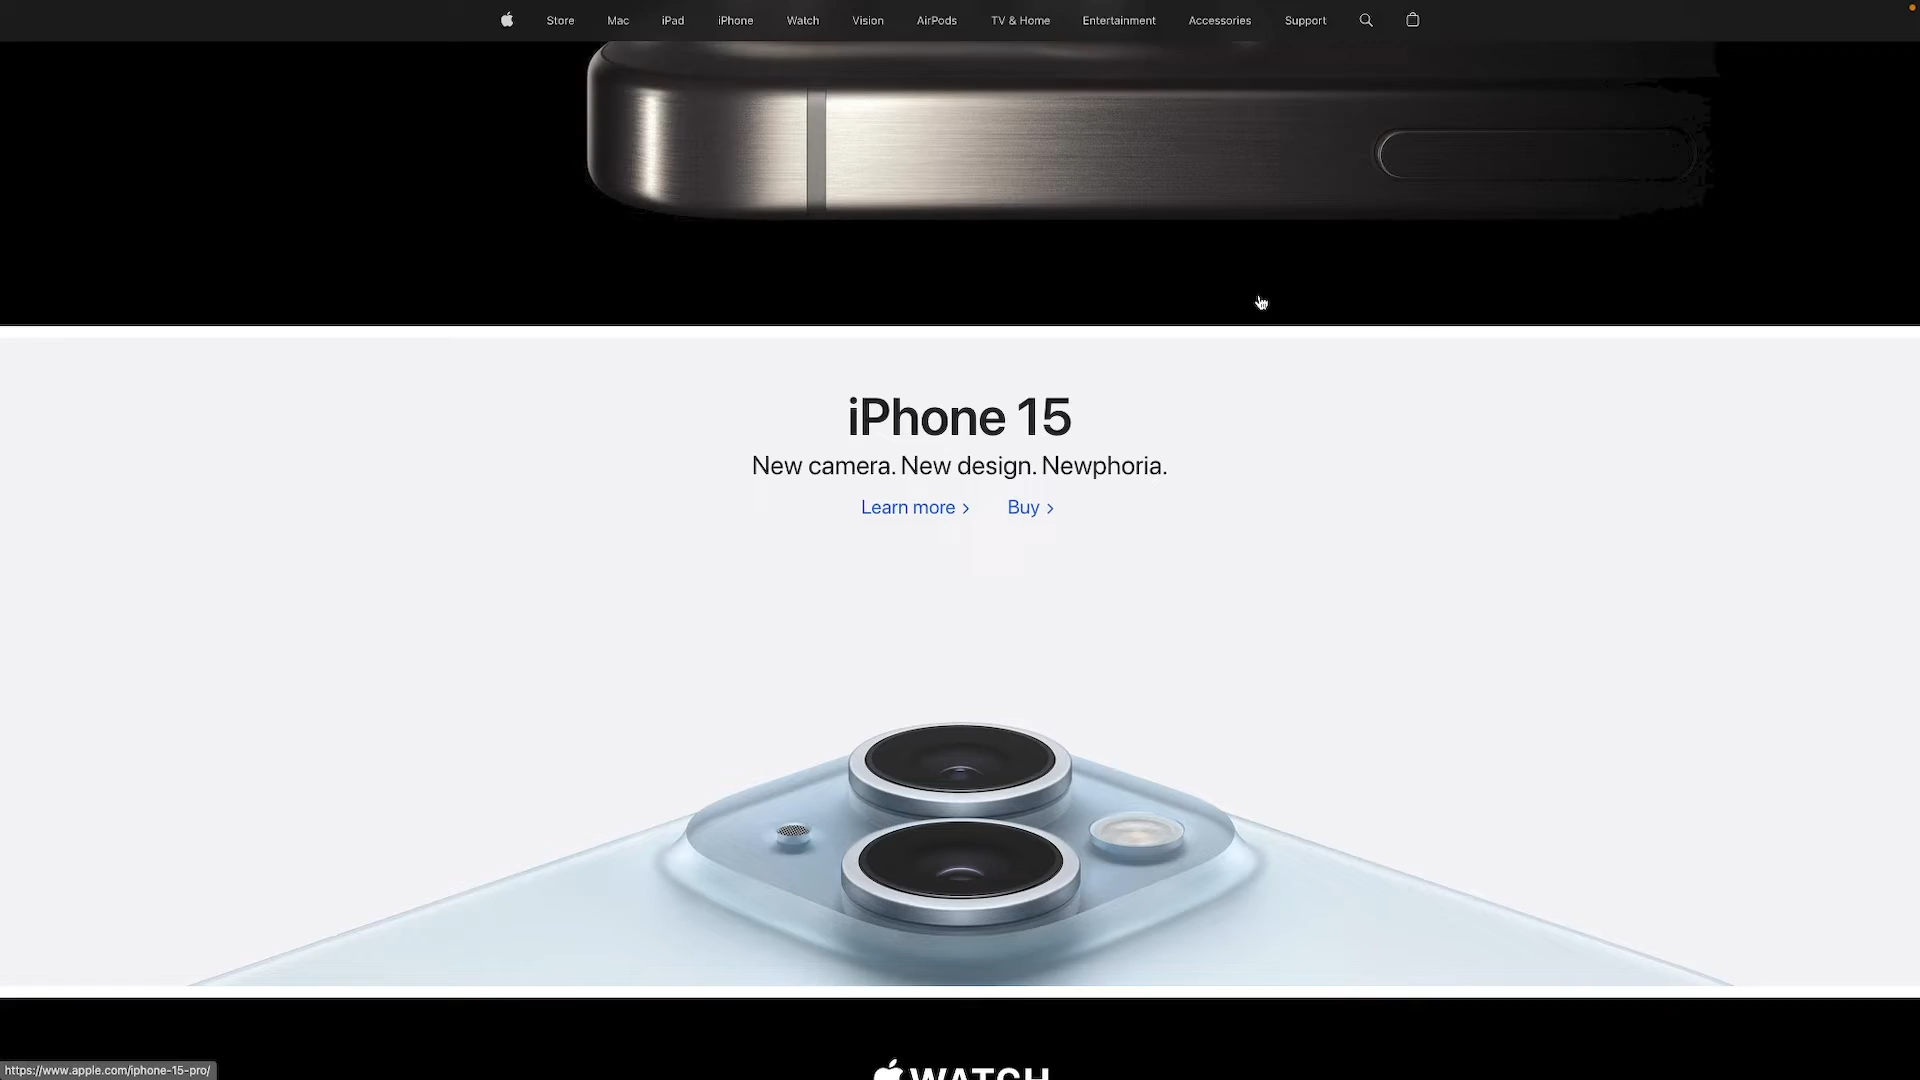 Store Mac iPad iPhone Watch Vision AirPods TV & Home Entertainment Accessories Support
iPhone 15
New camera. New design. Newphoria.
Learn more > Buy >
WATCH
https://www.apple.com/iphone-15-pro/